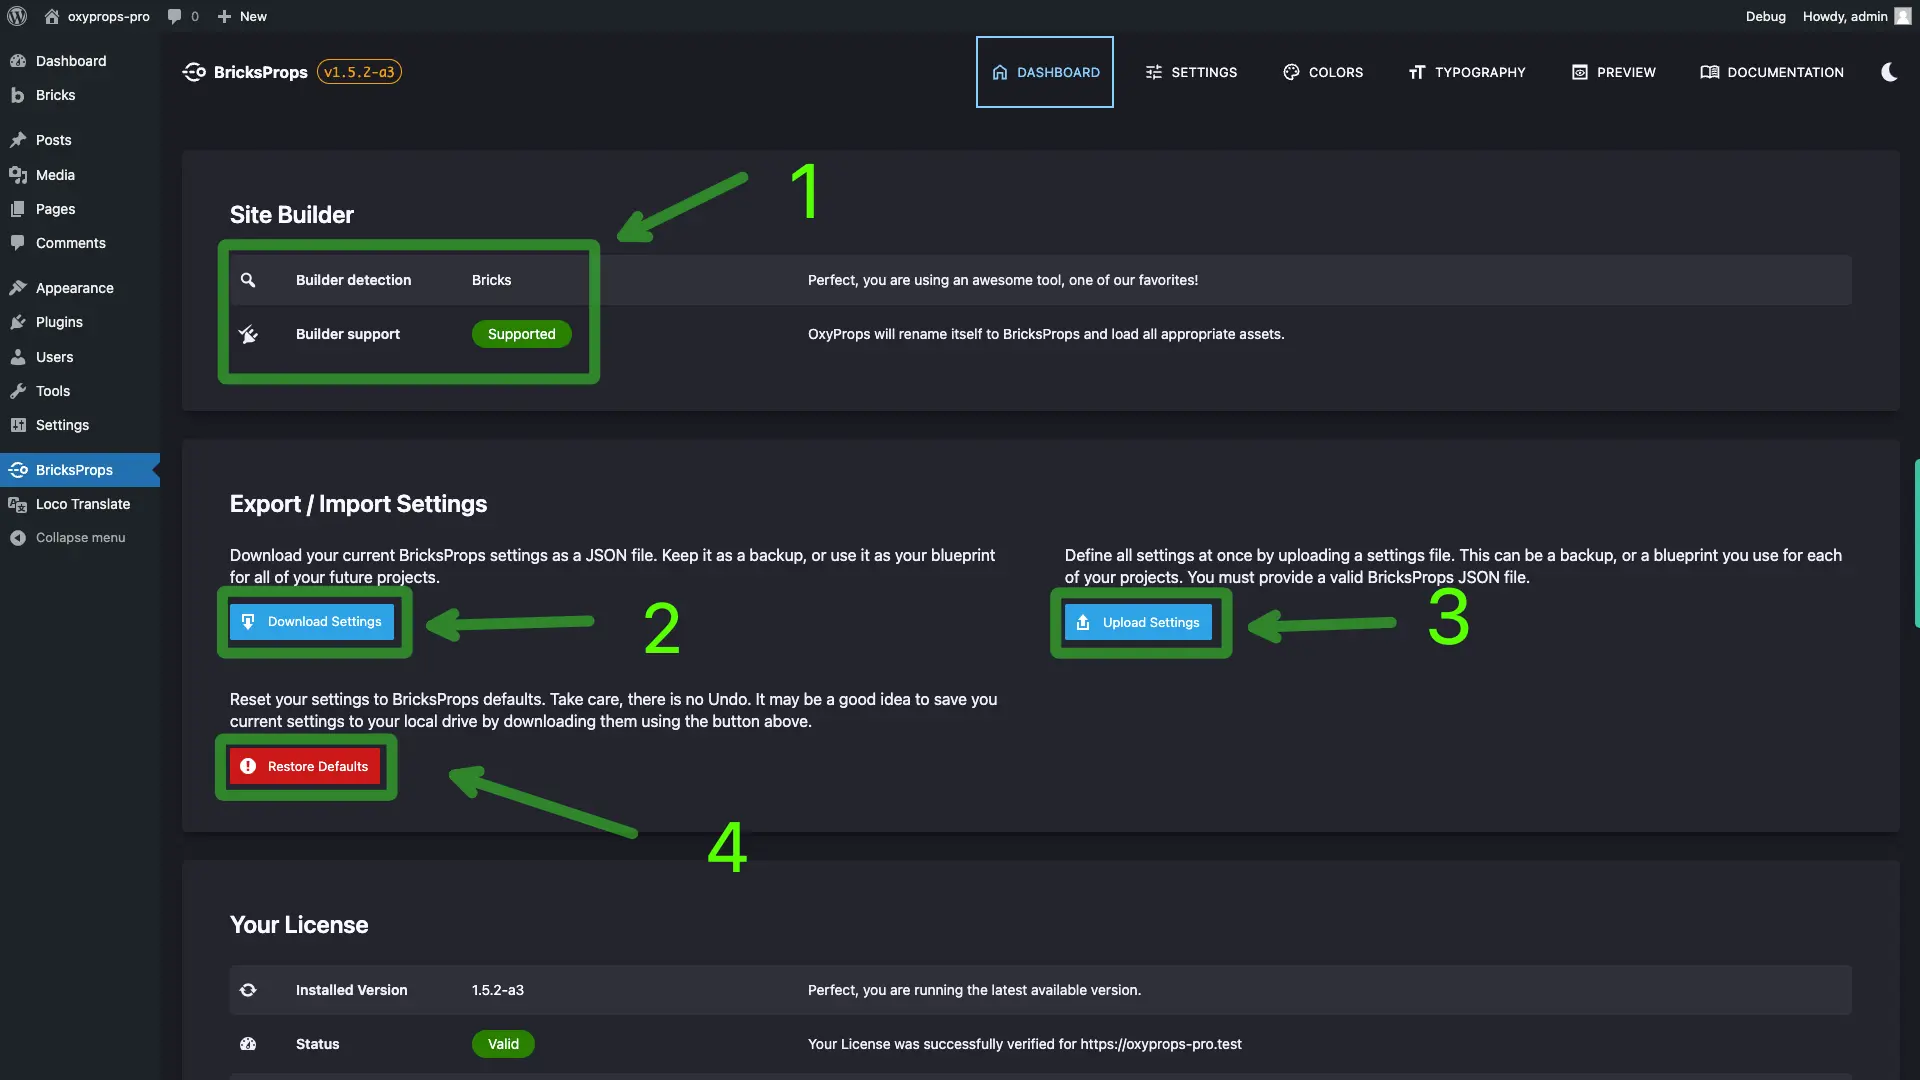 oxyprops-pro
0
New
Debug
Howdy, admin
Dashboard
Bricks
Posts
Media
Pages
Comments
Appearance
Plugins
Users
Tools
Settings
BricksProps
Loco Translate
Collapse menu
BricksProps
v1.5.2-a3
DASHBOARD
SETTINGS
COLORS
TYPOGRAPHY
PREVIEW
DOCUMENTATION
1
Site Builder
Builder detection
Bricks
Perfect, you are using an awesome tool, one of our favorites!
Builder support
Supported
OxyProps will rename itself to BricksProps and load all appropriate assets.
Export / Import Settings
Download your current BricksProps settings as a JSON file. Keep it as a backup, or use it as your blueprint
for all of your future projects.
Download Settings
2
Define all settings at once by uploading a settings file. This can be a backup, or a blueprint you use for each
of your projects. You must provide a valid BricksProps JSON file.
Upload Settings
3
Reset your settings to BricksProps defaults. Take care, there is no Undo. It may be a good idea to save you
current settings to your local drive by downloading them using the button above.
Restore Defaults
4
Your License
Installed Version
1.5.2-a3
Perfect, you are running the latest available version.
Status
Valid
Your License was successfully verified for https://oxyprops-pro.test